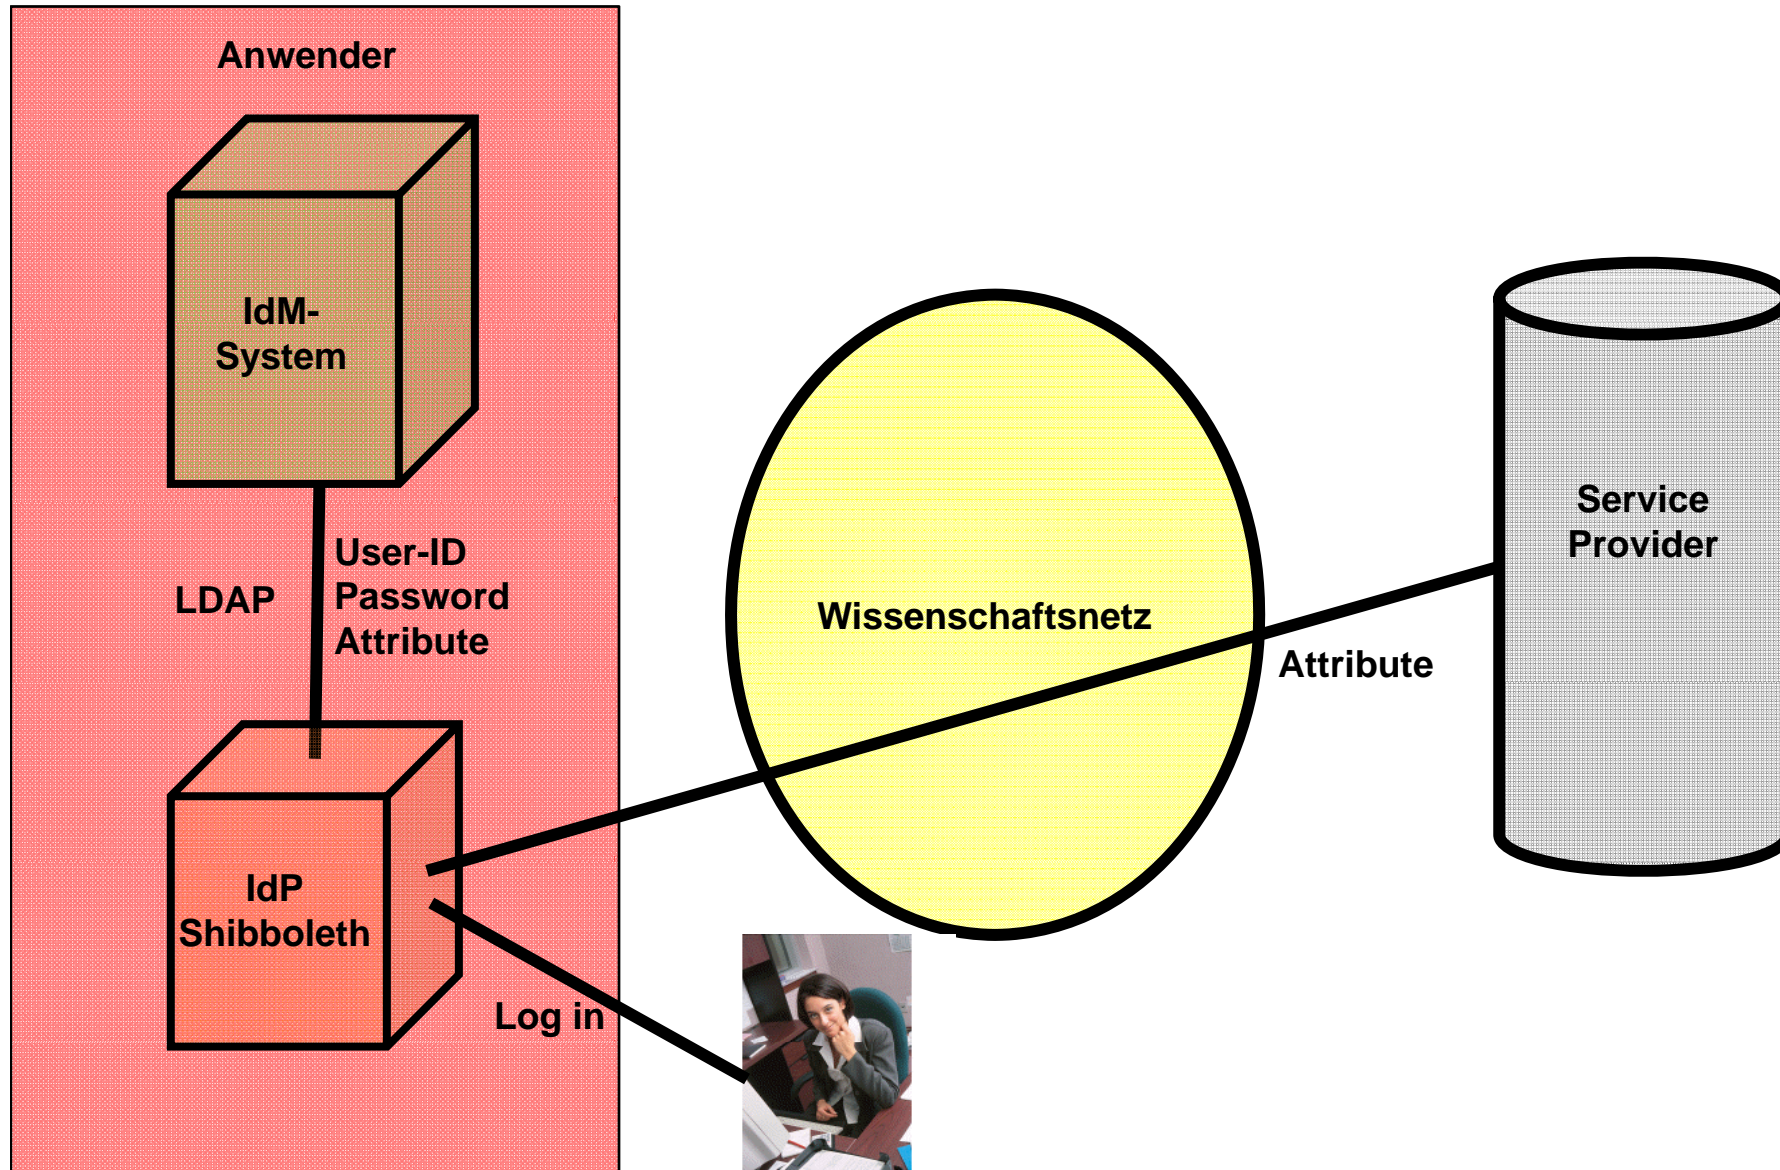 Anwender
IdM-
System
LDAP
User-ID
Password
Attribute
IdP
Shibboleth
Log in
Wissenschaftsnetz
Attribute
Service
Provider